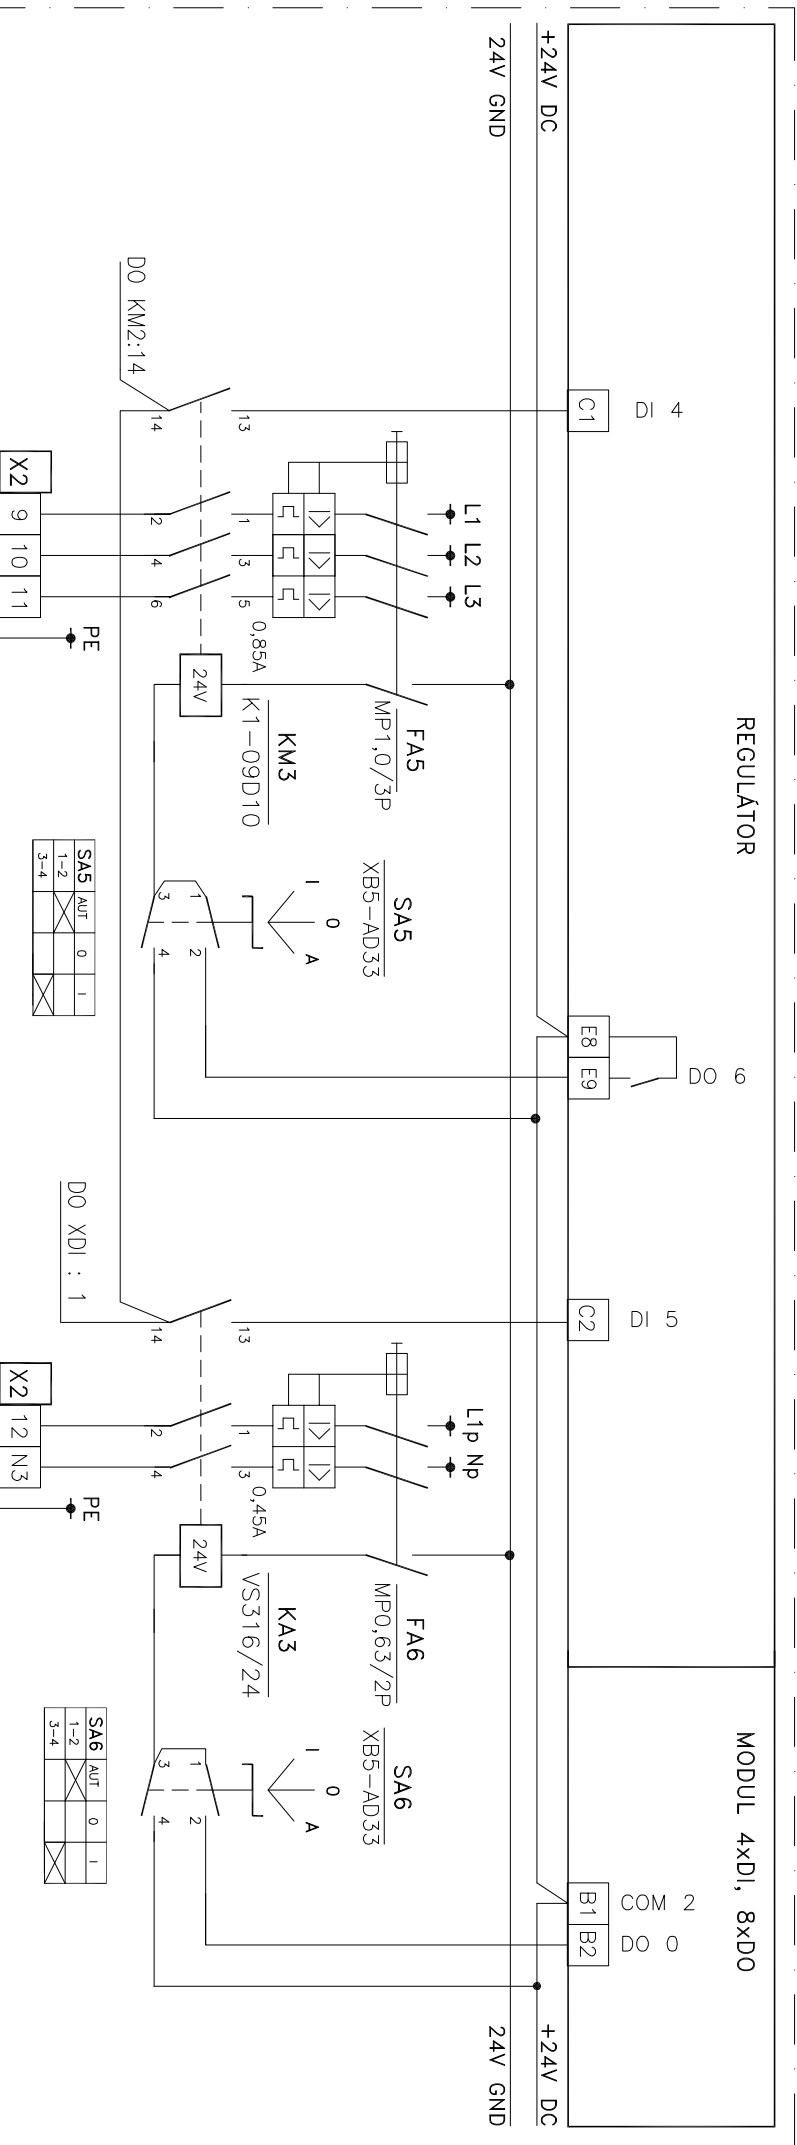 REGULÁTOR
MODUL 4xDI, 8xDO
DI 4
DO 6
DI 5
COM 2
DO 0
C1
E8
E9
C2
B1
B2
+24V DC
+24V DC
24V GND
24V GND
L1
L2
L3
FA5
MP1,0/3P
SA5
XB5-AD33
I
0
A
13
14
1
3
5
2
4
6
0,85A
KM3
K1-09D10
24V
1
2
3
4
DO KM2:14
PE
X2
9
10
11
SA5 AUT 0 I
1-2
3-4
L1p
Np
FA6
MP0,63/2P
SA6
XB5-AD33
I
0
A
13
14
1
3
2
4
0,45A
KA3
VS316/24
24V
1
2
3
4
DO XDI : 1
PE
X2
12
N3
SA6 AUT 0 I
1-2
3-4